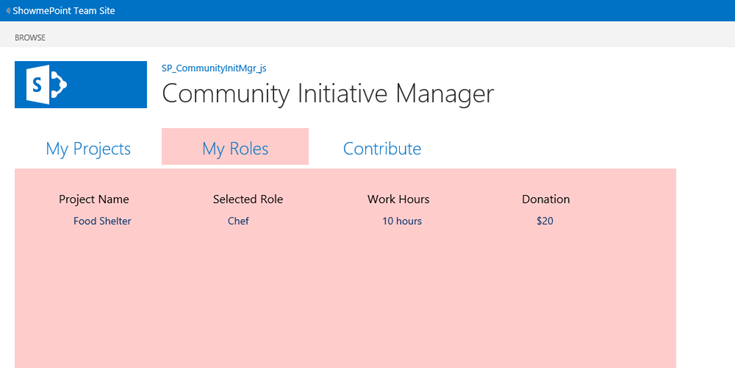 ShowmePoint Team Site
BROWSE
S
SP_CommunityInitMgr_js
Community Initiative Manager
My Projects My Roles Contribute
Project Name Selected Role Work Hours Donation
Food Shelter Chef 10 hours $20